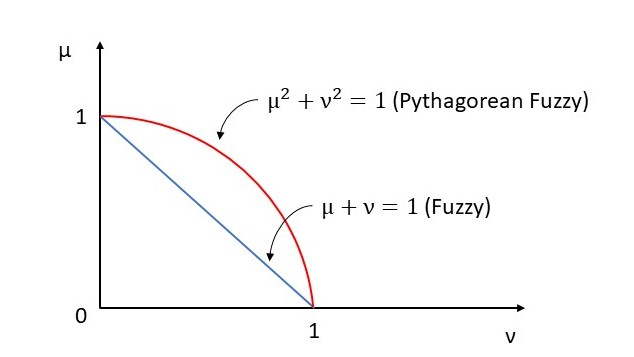 μ
μ² + ν² = 1 (Pythagorean Fuzzy)
1
μ + ν = 1 (Fuzzy)
0
1
ν